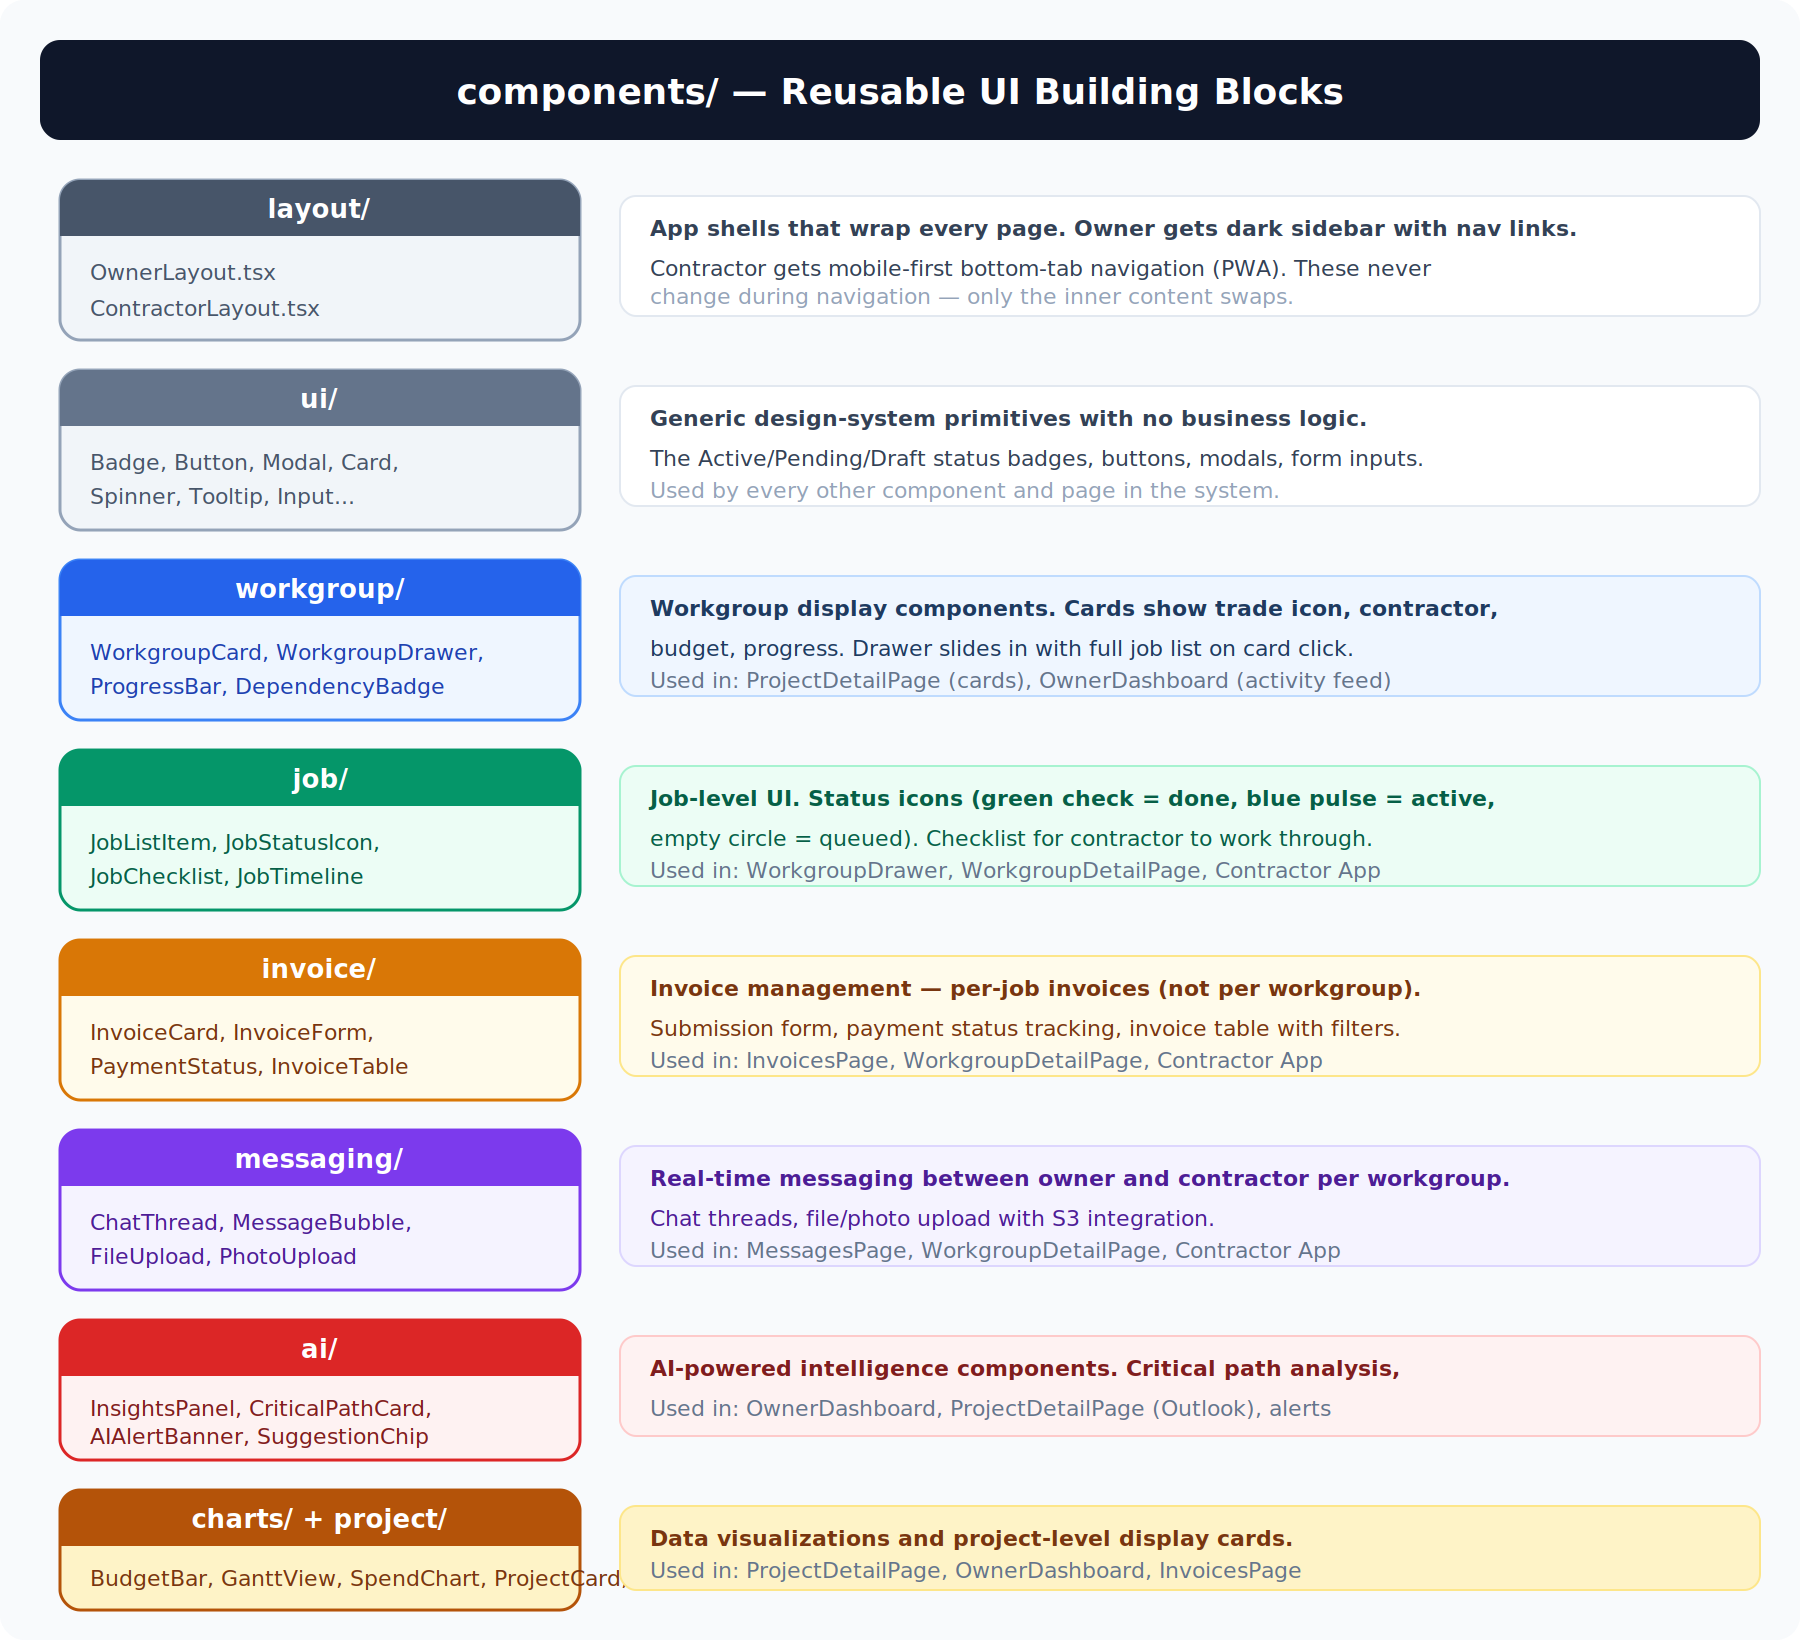 components/ — Reusable UI Building Blocks
layout/
OwnerLayout.tsx
ContractorLayout.tsx
App shells that wrap every page. Owner gets dark sidebar with nav links.
Contractor gets mobile-first bottom-tab navigation (PWA). These never
change during navigation — only the inner content swaps.
ui/
Badge, Button, Modal, Card,
Spinner, Tooltip, Input...
Generic design-system primitives with no business logic.
The Active/Pending/Draft status badges, buttons, modals, form inputs.
Used by every other component and page in the system.
workgroup/
WorkgroupCard, WorkgroupDrawer,
ProgressBar, DependencyBadge
Workgroup display components. Cards show trade icon, contractor,
budget, progress. Drawer slides in with full job list on card click.
Used in: ProjectDetailPage (cards), OwnerDashboard (activity feed)
job/
JobListItem, JobStatusIcon,
JobChecklist, JobTimeline
Job-level UI. Status icons (green check = done, blue pulse = active,
empty circle = queued). Checklist for contractor to work through.
Used in: WorkgroupDrawer, WorkgroupDetailPage, Contractor App
invoice/
InvoiceCard, InvoiceForm,
PaymentStatus, InvoiceTable
Invoice management — per-job invoices (not per workgroup).
Submission form, payment status tracking, invoice table with filters.
Used in: InvoicesPage, WorkgroupDetailPage, Contractor App
messaging/
ChatThread, MessageBubble,
FileUpload, PhotoUpload
Real-time messaging between owner and contractor per workgroup.
Chat threads, file/photo upload with S3 integration.
Used in: MessagesPage, WorkgroupDetailPage, Contractor App
ai/
InsightsPanel, CriticalPathCard,
AIAlertBanner, SuggestionChip
AI-powered intelligence components. Critical path analysis,
Used in: OwnerDashboard, ProjectDetailPage (Outlook), alerts
charts/ + project/
BudgetBar, GanttView, SpendChart, ProjectCard,
Data visualizations and project-level display cards.
Used in: ProjectDetailPage, OwnerDashboard, InvoicesPage